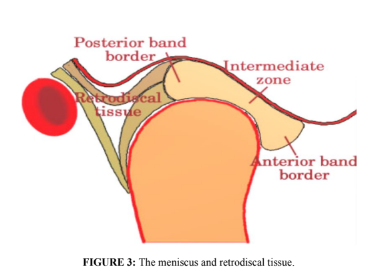 Posterior band
border
Intermediate
zone
Retrodiscal
tissue
Anterior band
border
FIGURE 3: The meniscus and retrodiscal tissue.